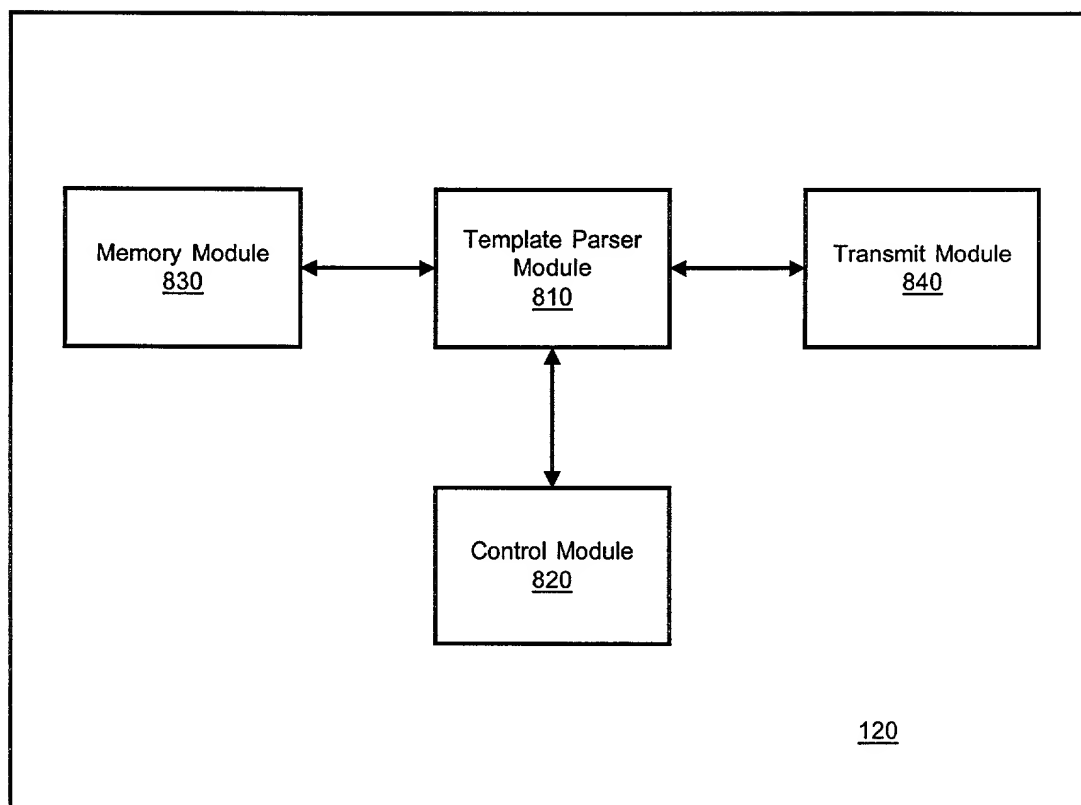 Memory Module
830
Template Parser
Module
810
Transmit Module
840
Control Module
820
120